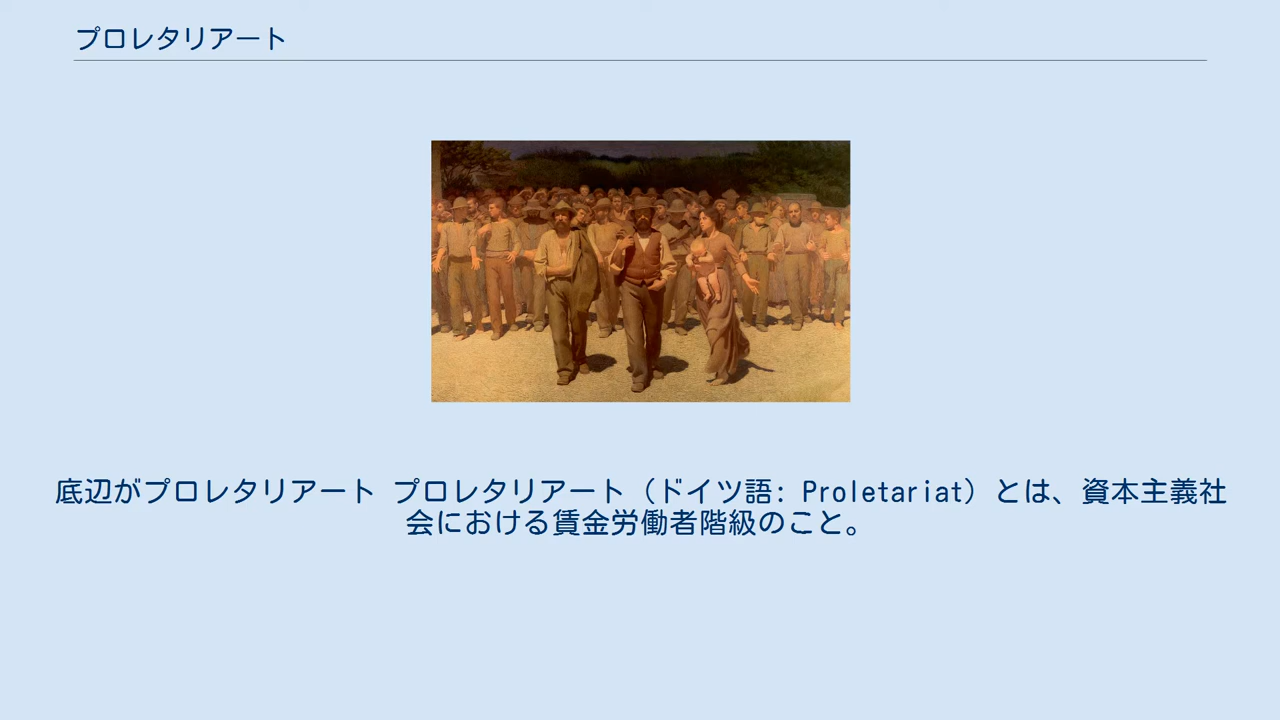 プロレタリアート
底辺がプロレタリアート プロレタリアート（ドイツ語: Proletariat）とは、資本主義社
会における賃金労働者階級のこと。